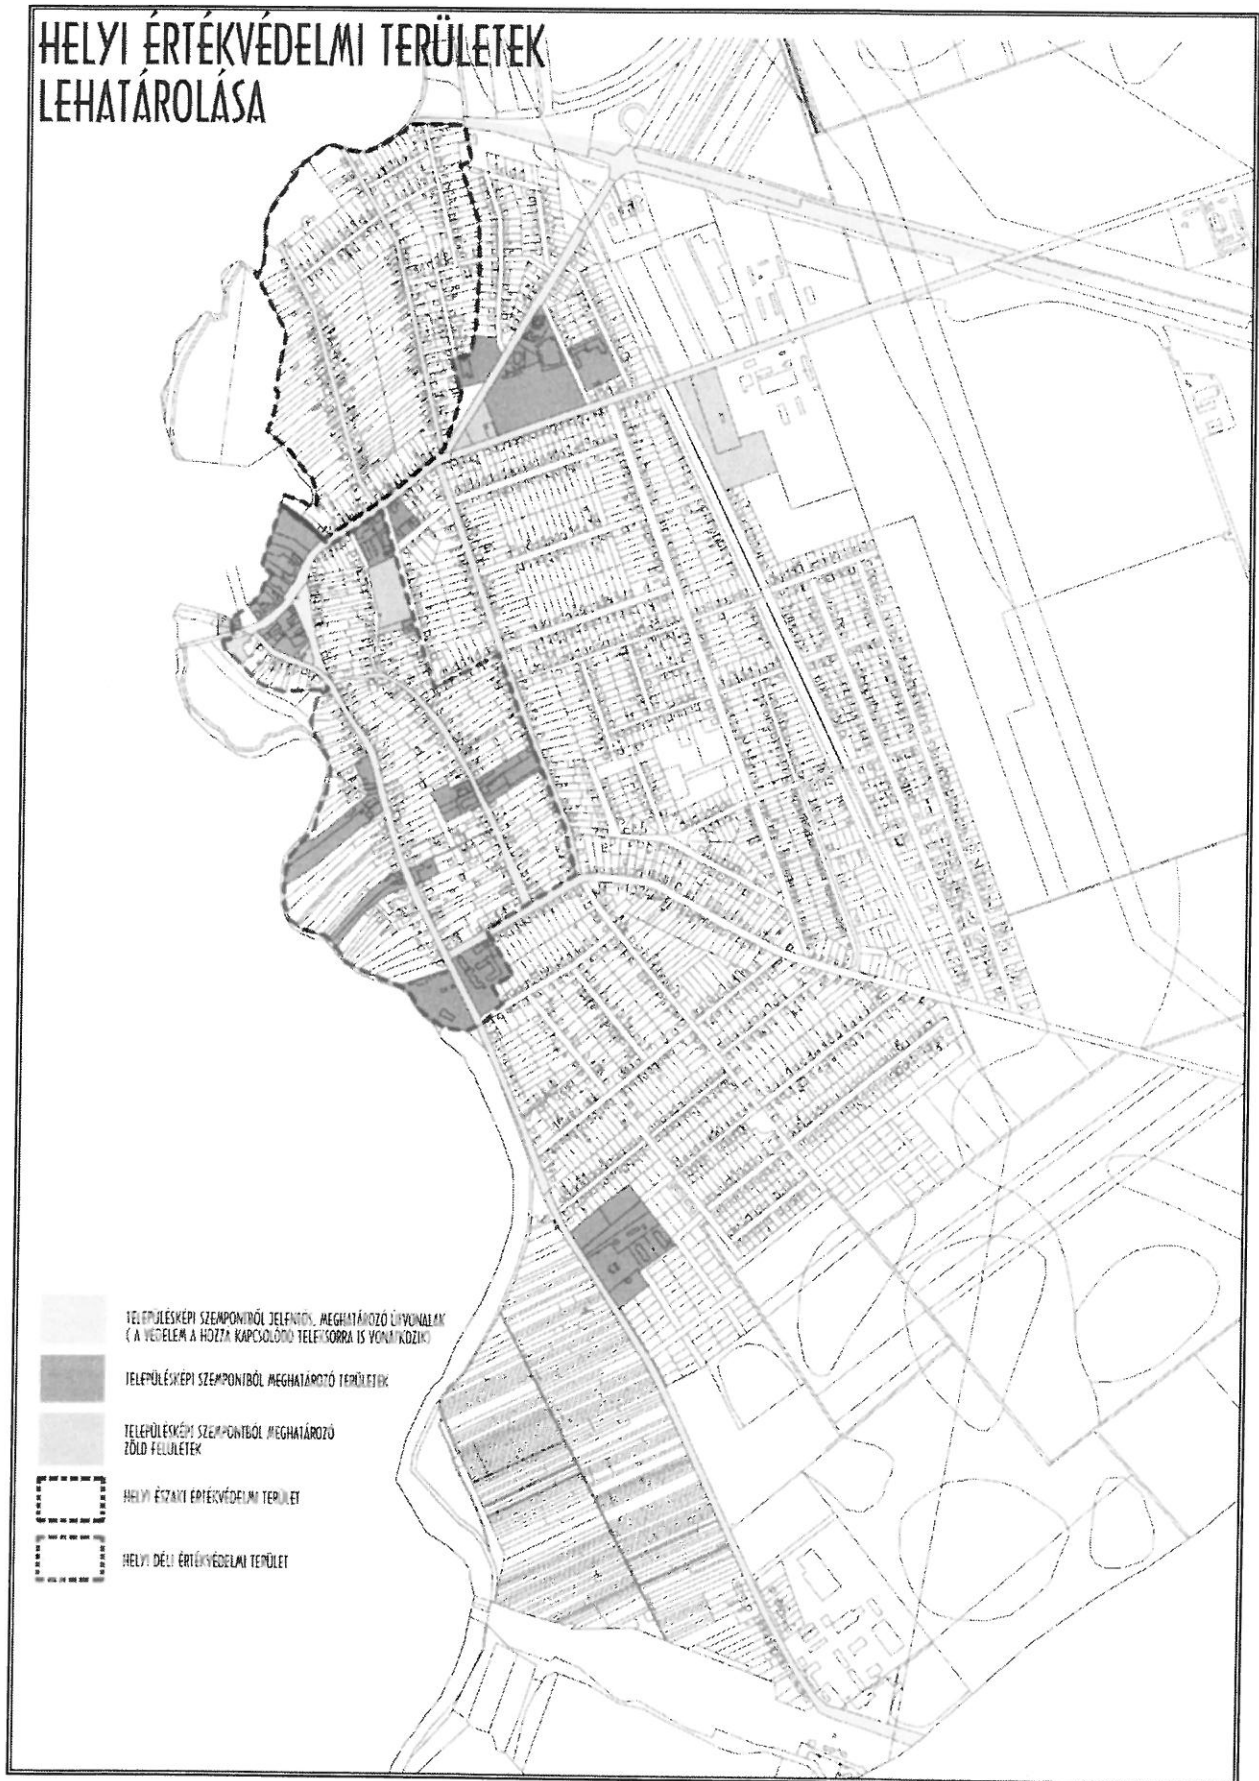 HELYI ÉRTÉKVÉDELMI TERÜLETEK
LEHATÁROLÁSA
TELEPÜLÉSKÉPI SZEMPONTBÓL JELENTŐS, MEGHATÁROZÓ ÚTVONALAK
( A VÉDELEM A HOZZÁ KAPCSOLÓDÓ TELEKSORRA IS VONATKOZIK)
TELEPÜLÉSKÉPI SZEMPONTBÓL MEGHATÁROZÓ TERÜLETEK
TELEPÜLÉSKÉPI SZEMPONTBÓL MEGHATÁROZÓ
ZÖLD FELÜLETEK
HELYI ÉSZAKI ÉRTÉKVÉDELMI TERÜLET
HELYI DÉLI ÉRTÉKVÉDELMI TERÜLET